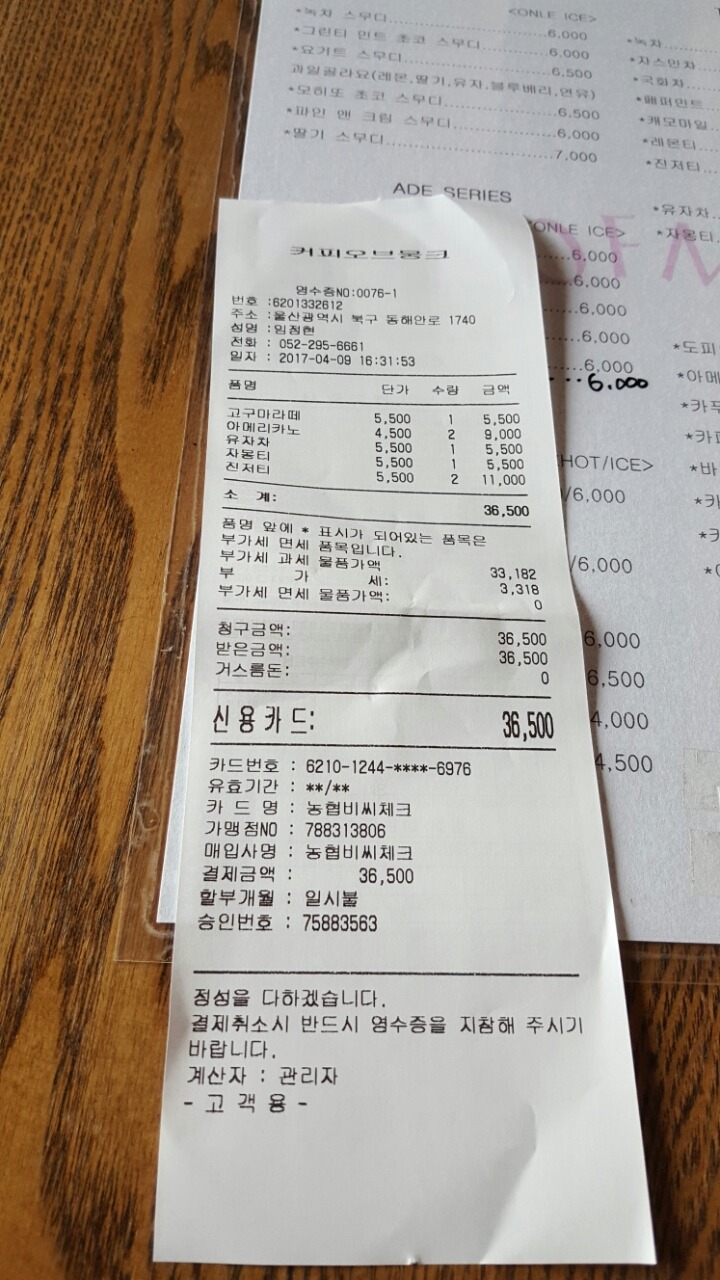 <ONLE ICE>
*녹차 스무디 6,000
*그린티 민트 초코 스무디 6,000
*요거트 스무디 6,500
과일골라요(레몬,딸기,유자,블루베리,연유)
*모히또 초코 스무디 6,500
*파인 앤 크림 스무디 6,000
*딸기 스무디 7,000
*녹차
*자스민차
*국화차
*페퍼민트
*캐모마일
*레몬티
*진저티
*유자차
*자몽티
ADE SERIES
<ONLE ICE>
6,000
6,000
6,000
6,000
6,000
6.000
HOT/ICE>
/6,000
/6,000
6,000
6,500
4,000
4,500
커피오브뭉크
영수증NO:0076-1
번호 :6201332612
주소 :울산광역시 북구 동해안로 1740
성명 :임정현
전화 : 052-295-6661
일자 : 2017-04-09 16:31:53
품명 단가 수량 금액
고구마라떼 5,500 1 5,500
아메리카노 4,500 2 9,000
유자차 5,500 1 5,500
자몽티 5,500 1 5,500
진저티 5,500 2 11,000
소 계: 36,500
품명 앞에 * 표시가 되어있는 품목은
부가세 면세 품목입니다.
부가세 과세 물품가액 33,182
부 가 세: 3,318
부가세 면세 물품가액: 0
청구금액: 36,500
받은금액: 36,500
거스름돈: 0
신용카드: 36,500
카드번호 : 6210-1244-****-6976
유효기간 : **/**
카 드 명 : 농협비씨체크
가맹점NO : 788313806
매입사명 : 농협비씨체크
결제금액 : 36,500
할부개월 : 일시불
승인번호 : 75883563
정성을 다하겠습니다.
결제취소시 반드시 영수증을 지참해 주시기
바랍니다.
계산자 : 관리자
- 고 객 용 -